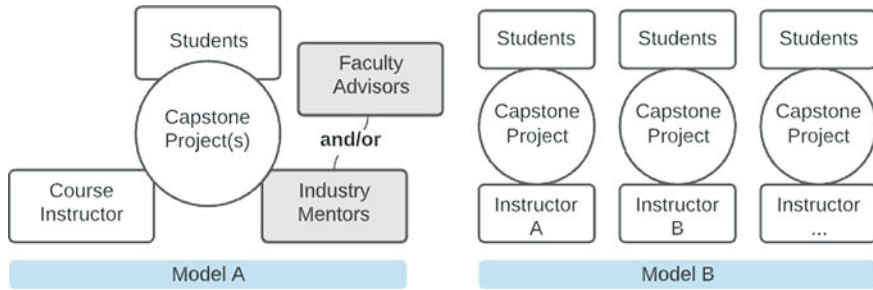 Students
Faculty
Advisors
Capstone
Project(s)
and/or
Course
Instructor
Industry
Mentors
Model A
Students
Students
Students
Capstone
Project
Capstone
Project
Capstone
Project
Instructor
A
Instructor
B
Instructor
...
Model B